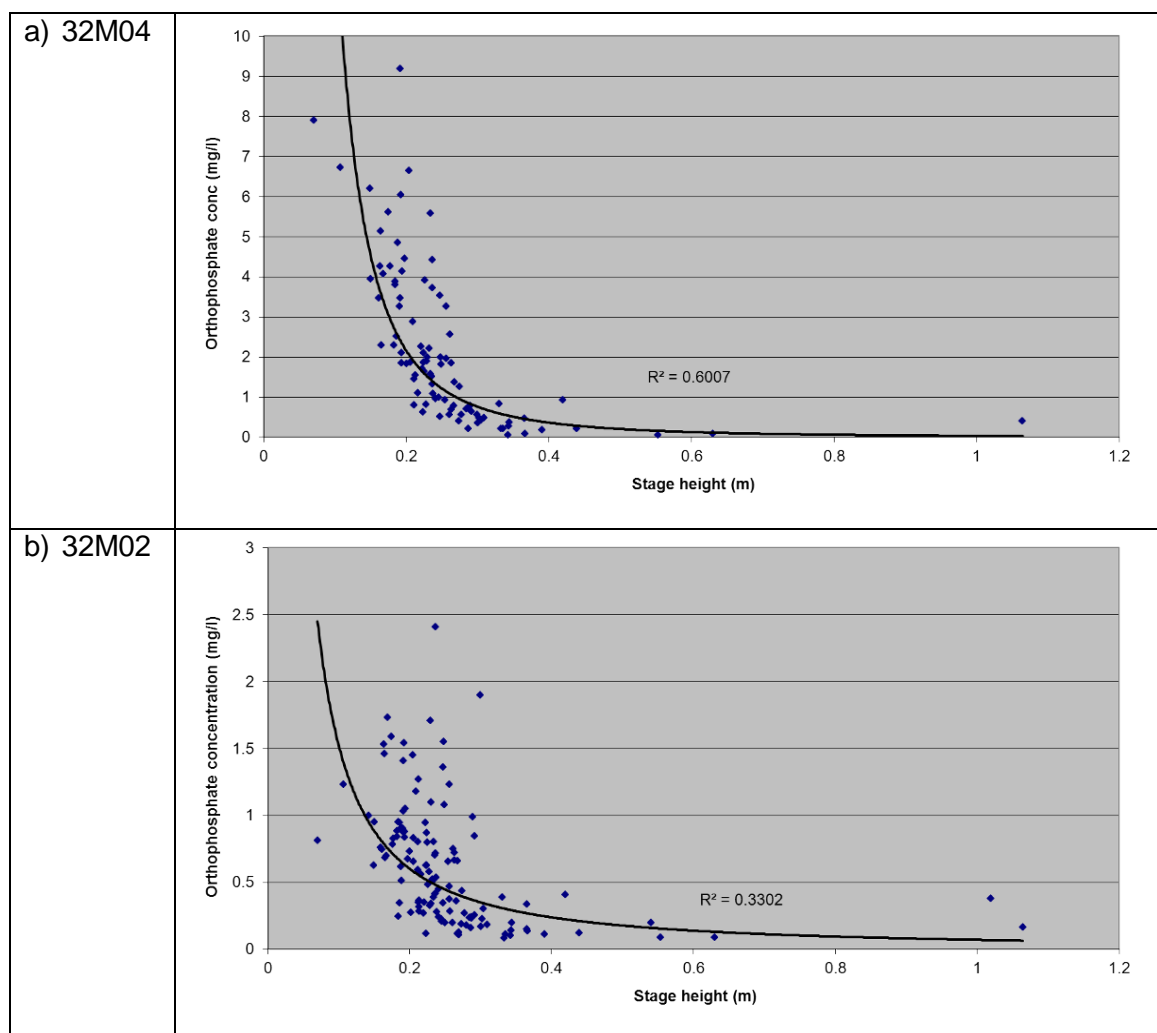 a) 32M04
10
9
8
7
6
5
4
3
2
1
0
Orthophosphate conc (mg/l)
R² = 0.6007
0 0.2 0.4 0.6 0.8 1 1.2
Stage height (m)
b) 32M02
3
2.5
2
1.5
1
0.5
0
Orthophosphate concentration (mg/l)
R² = 0.3302
0 0.2 0.4 0.6 0.8 1 1.2
Stage height (m)